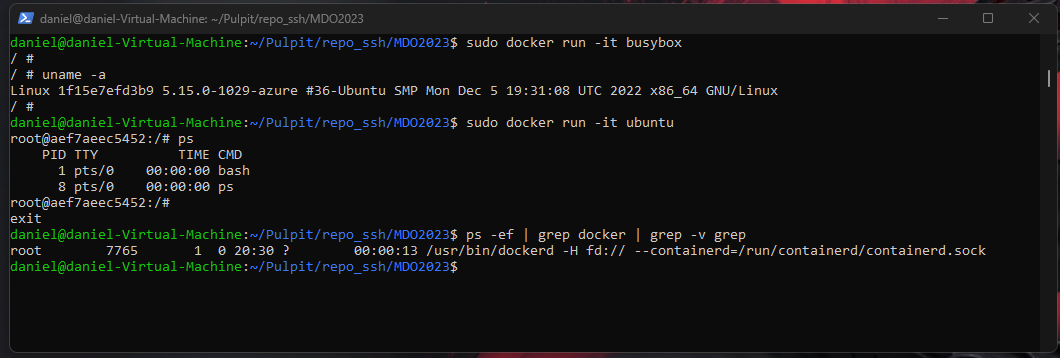 daniel@daniel-Virtual-Machine: ~/Pulpit/repo_ssh/MDO2023
daniel@daniel-Virtual-Machine:~/Pulpit/repo_ssh/MDO2023$ sudo docker run -it busybox
/ #
/ # uname -a
Linux 1f15e7efd3b9 5.15.0-1029-azure #36-Ubuntu SMP Mon Dec 5 19:31:08 UTC 2022 x86_64 GNU/Linux
/ #
daniel@daniel-Virtual-Machine:~/Pulpit/repo_ssh/MDO2023$ sudo docker run -it ubuntu
root@aef7aeec5452:/# ps
    PID TTY          TIME CMD
      1 pts/0    00:00:00 bash
      8 pts/0    00:00:00 ps
root@aef7aeec5452:/#
exit
daniel@daniel-Virtual-Machine:~/Pulpit/repo_ssh/MDO2023$ ps -ef | grep docker | grep -v grep
root        7765       1  0 20:30 ?        00:00:13 /usr/bin/dockerd -H fd:// --containerd=/run/containerd/containerd.sock
daniel@daniel-Virtual-Machine:~/Pulpit/repo_ssh/MDO2023$